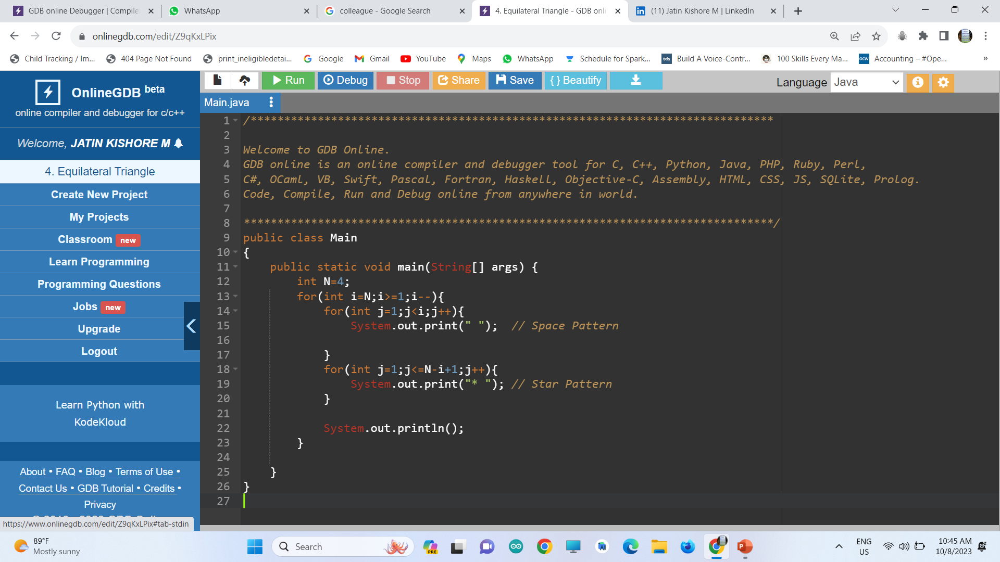 GDB online Debugger | Compile
WhatsApp
colleague - Google Search
4. Equilateral Triangle - GDB onli
(11) Jatin Kishore M | LinkedIn
onlinegdb.com/edit/Z9qKxLPix
Child Tracking / Im...
404 Page Not Found
print_ineligibledetai...
Google
Gmail
YouTube
Maps
WhatsApp
Schedule for Spark...
tds Build A Voice-Contr...
100 Skills Every Ma...
ocw Accounting – #Ope...
»
OnlineGDB beta
online compiler and debugger for c/c++
Welcome, JATIN KISHORE M
4. Equilateral Triangle
Create New Project
My Projects
Classroom new
Learn Programming
Programming Questions
Jobs new
Upgrade
Logout
Learn Python with
KodeKloud
About • FAQ • Blog • Terms of Use •
Contact Us • GDB Tutorial • Credits •
Privacy
https://www.onlinegdb.com/edit/Z9qKxLPix#tab-stdin
Run
Debug
Stop
Share
Save
{ } Beautify
Language Java
Main.java
1 /******************************************************************************
2
3 Welcome to GDB Online.
4 GDB online is an online compiler and debugger tool for C, C++, Python, Java, PHP, Ruby, Perl,
5 C#, OCaml, VB, Swift, Pascal, Fortran, Haskell, Objective-C, Assembly, HTML, CSS, JS, SQLite, Prolog.
6 Code, Compile, Run and Debug online from anywhere in world.
7
8 *******************************************************************************/
9 public class Main
10 {
11 public static void main(String[] args) {
12 int N=4;
13 for(int i=N;i>=1;i--){
14 for(int j=1;j<i;j++){
15 System.out.print(" "); // Space Pattern
16
17 }
18 for(int j=1;j<=N-i+1;j++){
19 System.out.print("* "); // Star Pattern
20 }
21
22 System.out.println();
23 }
24
25 }
26 }
27
89°F
Mostly sunny
Search
PRE
ENG
US
10:45 AM
10/8/2023